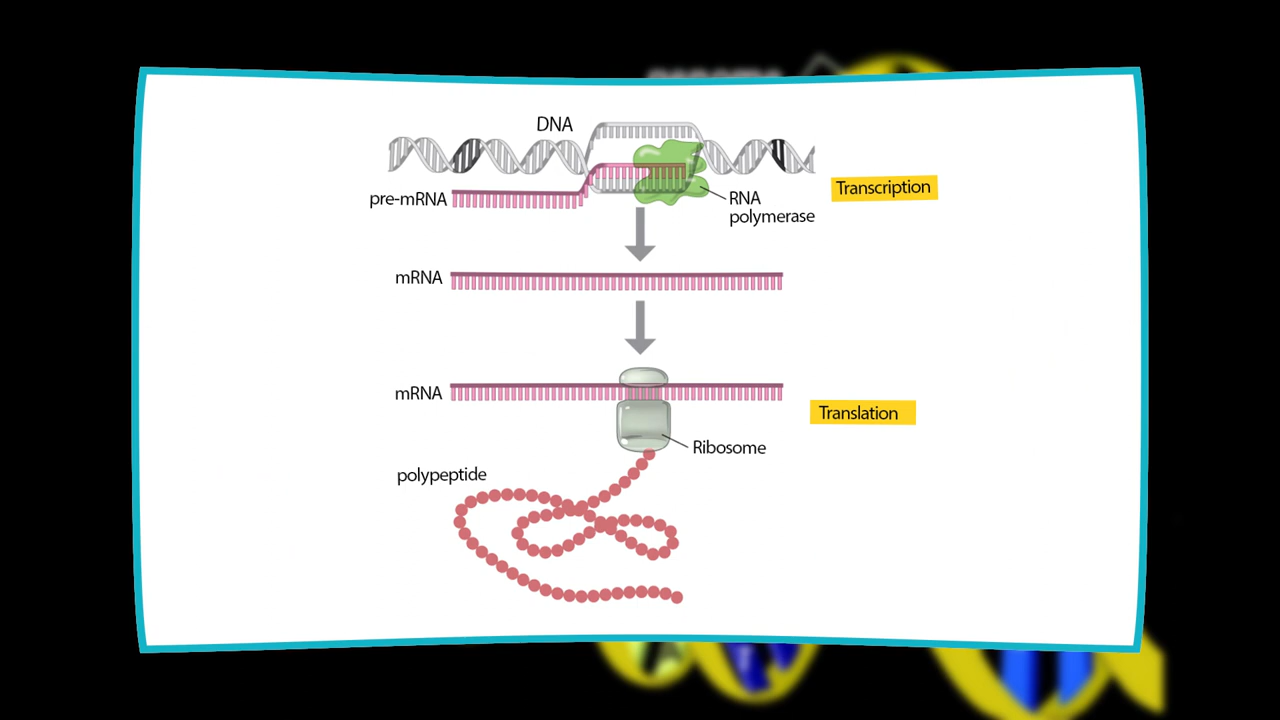 DNA
pre-mRNA
RNA
polymerase
Transcription
mRNA
mRNA
Translation
Ribosome
polypeptide